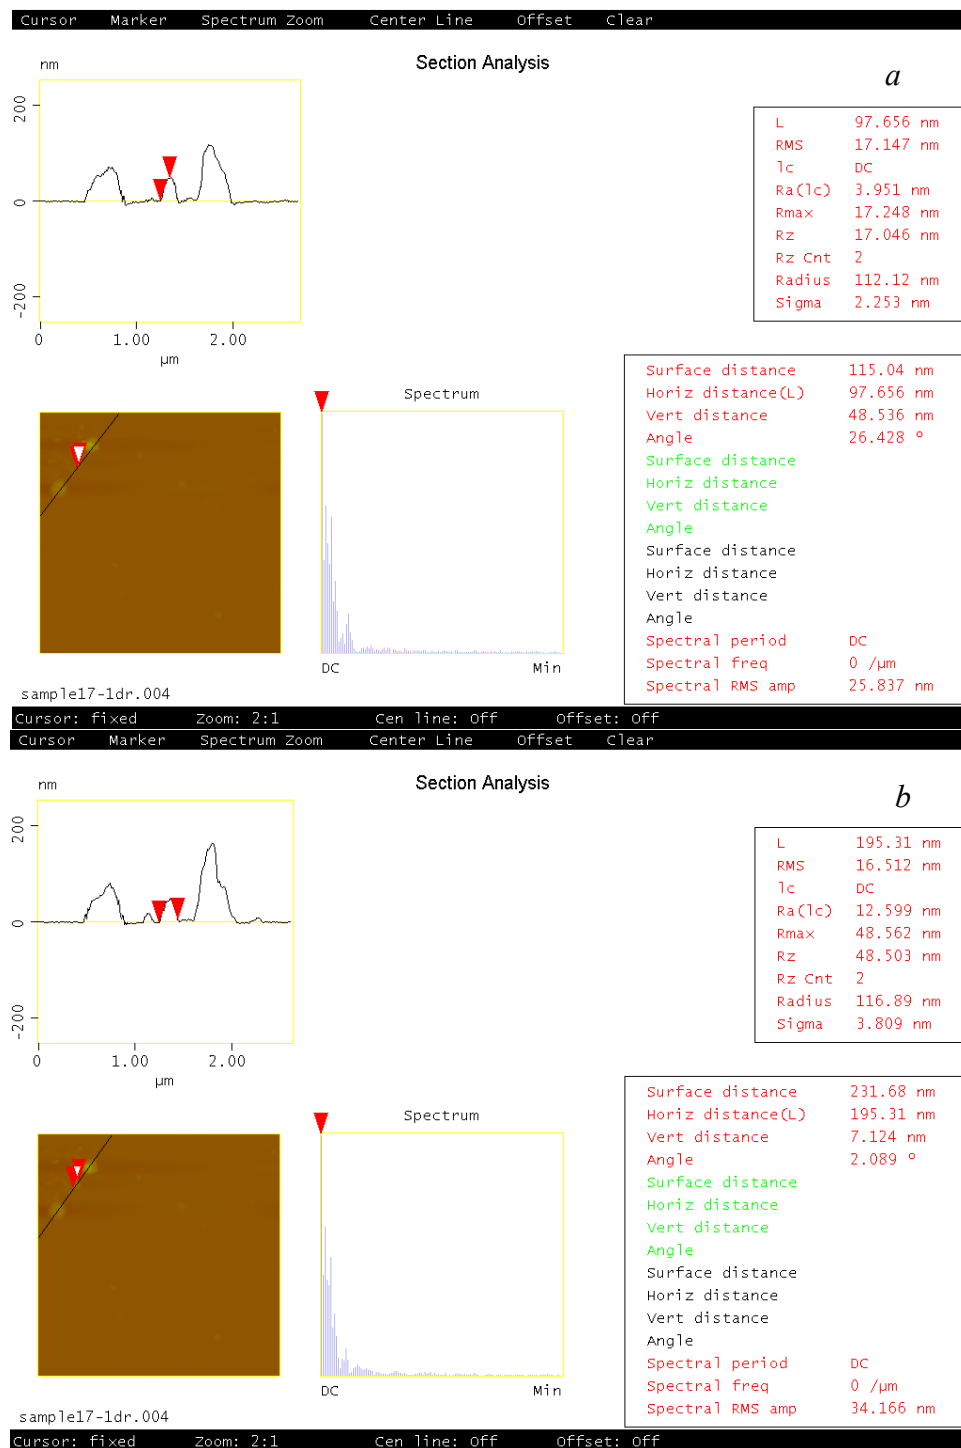 Cursor Marker Spectrum Zoom Center Line Offset Clear
Section Analysis
a
nm
200
0
-200
0 1.00 2.00
µm
L 97.656 nm
RMS 17.147 nm
lc DC
Ra(lc) 3.951 nm
Rmax 17.248 nm
Rz 17.046 nm
Rz Cnt 2
Radius 112.12 nm
Sigma 2.253 nm
Spectrum
DC Min
Surface distance 115.04 nm
Horiz distance(L) 97.656 nm
Vert distance 48.536 nm
Angle 26.428 °
Surface distance
Horiz distance
Vert distance
Angle
Surface distance
Horiz distance
Vert distance
Angle
Spectral period DC
Spectral freq 0 /µm
Spectral RMS amp 25.837 nm
sample17-1dr.004
Cursor: fixed Zoom: 2:1 Cen line: Off Offset: Off
Cursor Marker Spectrum Zoom Center Line Offset Clear
Section Analysis
b
nm
200
0
-200
0 1.00 2.00
µm
L 195.31 nm
RMS 16.512 nm
lc DC
Ra(lc) 12.599 nm
Rmax 48.562 nm
Rz 48.503 nm
Rz Cnt 2
Radius 116.89 nm
Sigma 3.809 nm
Spectrum
DC Min
Surface distance 231.68 nm
Horiz distance(L) 195.31 nm
Vert distance 7.124 nm
Angle 2.089 °
Surface distance
Horiz distance
Vert distance
Angle
Surface distance
Horiz distance
Vert distance
Angle
Spectral period DC
Spectral freq 0 /µm
Spectral RMS amp 34.166 nm
sample17-1dr.004
Cursor: fixed Zoom: 2:1 Cen line: Off Offset: Off